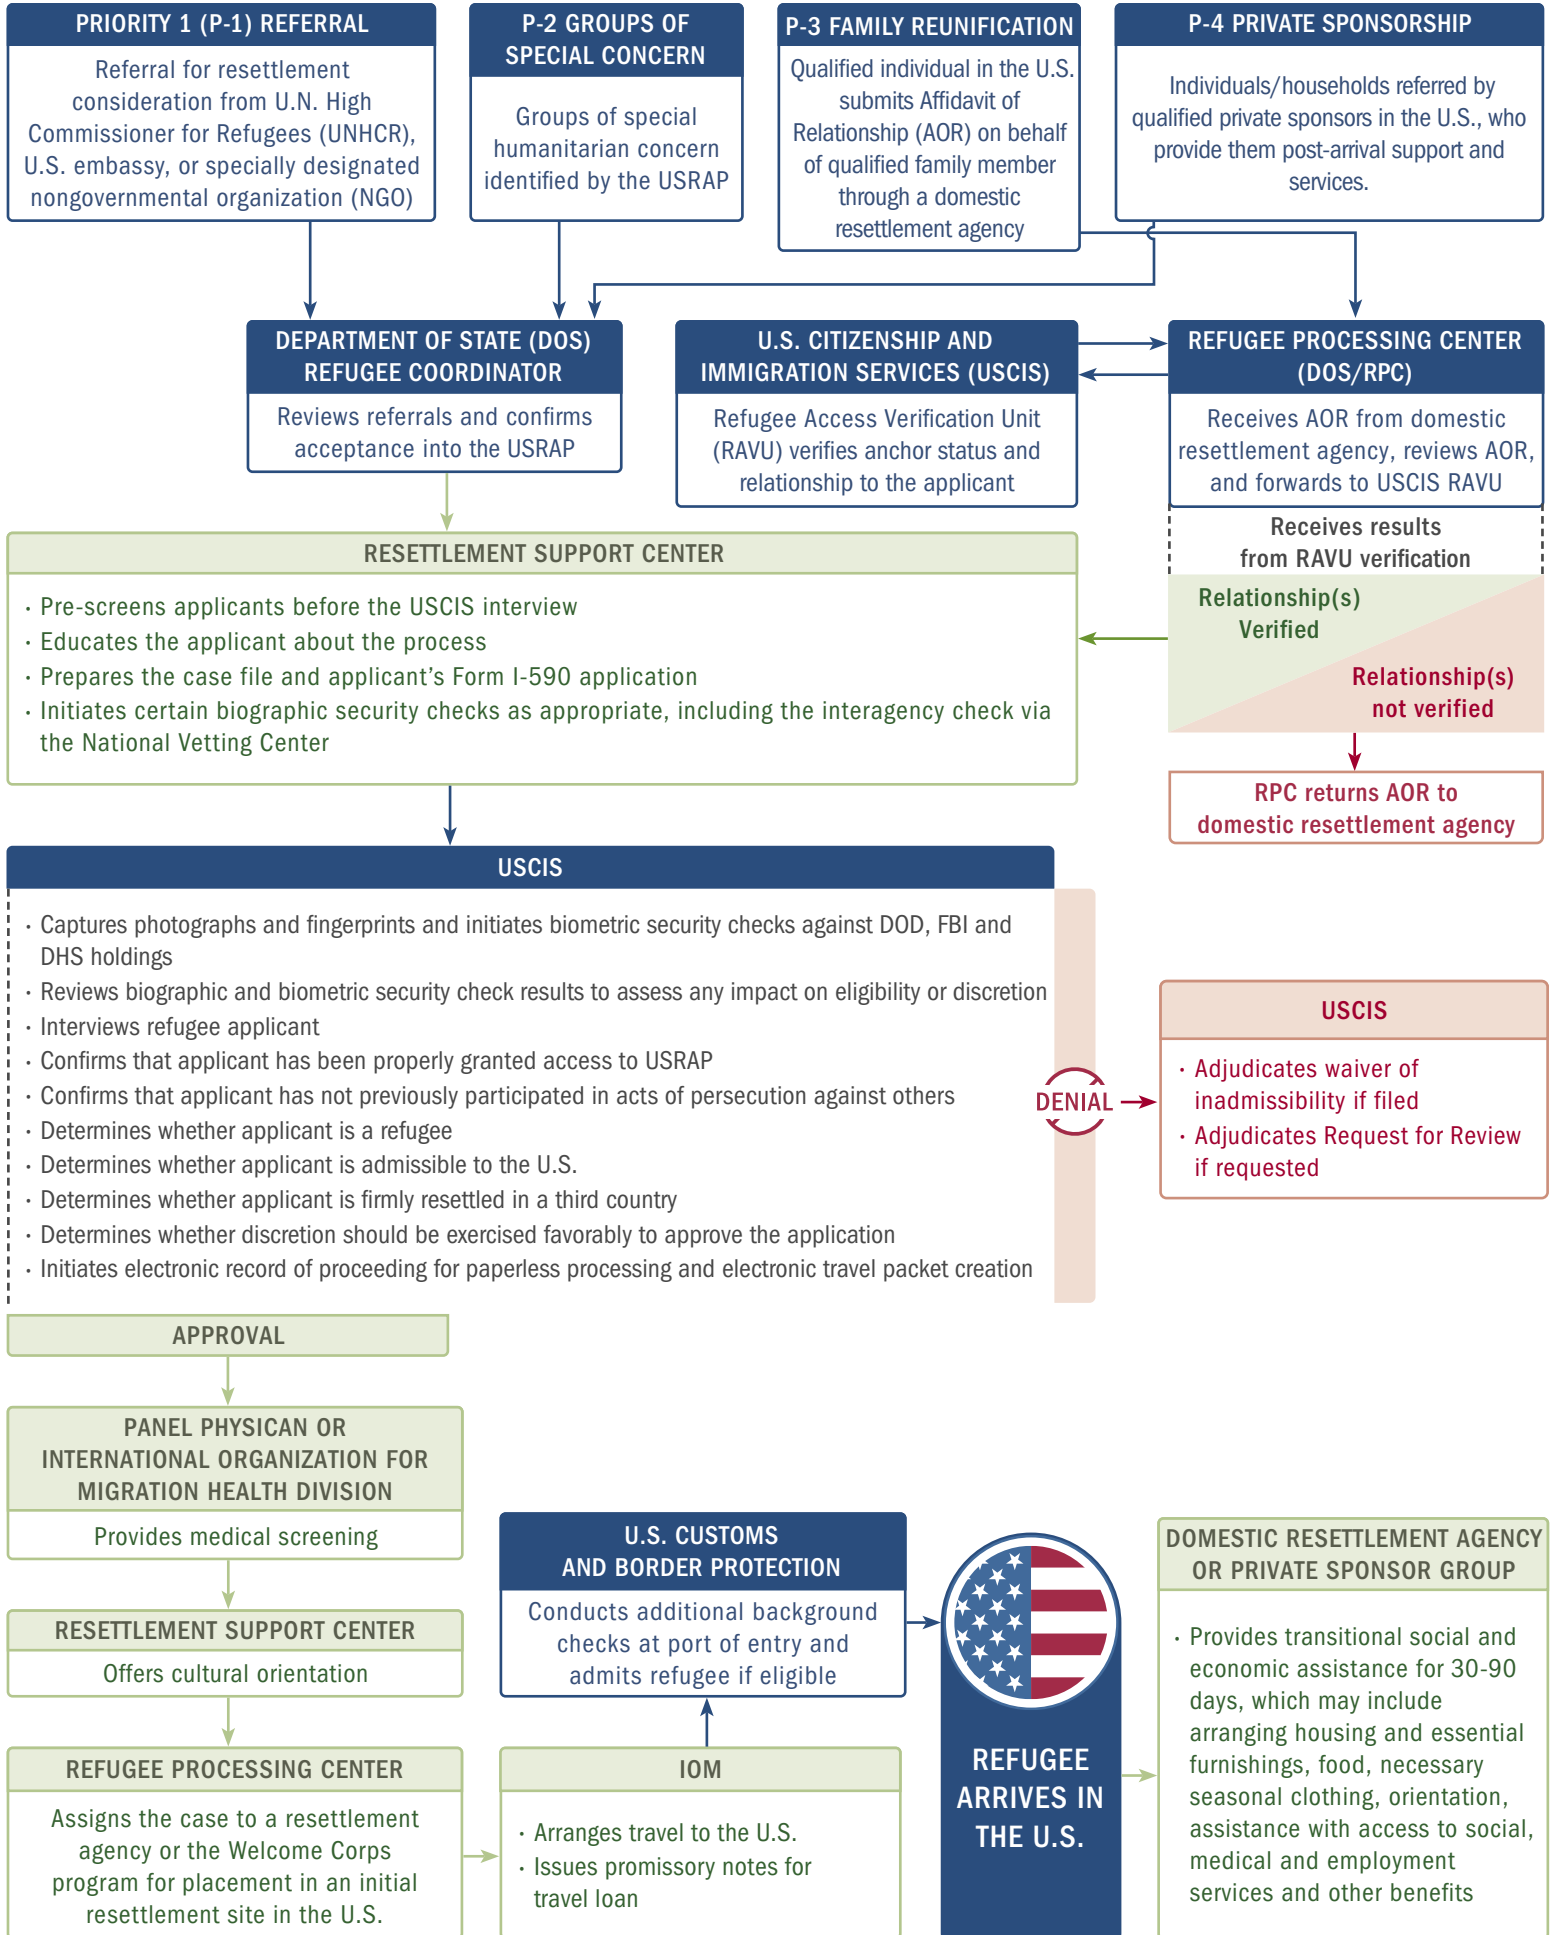 PRIORITY 1 (P-1) REFERRAL
Referral for resettlement
consideration from U.N. High
Commissioner for Refugees (UNHCR),
U.S. embassy, or specially designated
nongovernmental organization (NGO)
P-2 GROUPS OF
SPECIAL CONCERN
Groups of special
humanitarian concern
identified by the USRAP
P-3 FAMILY REUNIFICATION
Qualified individual in the U.S.
submits Affidavit of
Relationship (AOR) on behalf
of qualified family member
through a domestic
resettlement agency
P-4 PRIVATE SPONSORSHIP
Individuals/households referred by
qualified private sponsors in the U.S., who
provide them post-arrival support and
services.
DEPARTMENT OF STATE (DOS)
REFUGEE COORDINATOR
Reviews referrals and confirms
acceptance into the USRAP
U.S. CITIZENSHIP AND
IMMIGRATION SERVICES (USCIS)
Refugee Access Verification Unit
(RAVU) verifies anchor status and
relationship to the applicant
REFUGEE PROCESSING CENTER
(DOS/RPC)
Receives AOR from domestic
resettlement agency, reviews AOR,
and forwards to USCIS RAVU
Receives results
from RAVU verification
Relationship(s)
Verified
Relationship(s)
not verified
RPC returns AOR to
domestic resettlement agency
RESETTLEMENT SUPPORT CENTER
· Pre-screens applicants before the USCIS interview
· Educates the applicant about the process
· Prepares the case file and applicant's Form I-590 application
· Initiates certain biographic security checks as appropriate, including the interagency check via
the National Vetting Center
USCIS
· Captures photographs and fingerprints and initiates biometric security checks against DOD, FBI and
DHS holdings
· Reviews biographic and biometric security check results to assess any impact on eligibility or discretion
· Interviews refugee applicant
· Confirms that applicant has been properly granted access to USRAP
· Confirms that applicant has not previously participated in acts of persecution against others
· Determines whether applicant is a refugee
· Determines whether applicant is admissible to the U.S.
· Determines whether applicant is firmly resettled in a third country
· Determines whether discretion should be exercised favorably to approve the application
· Initiates electronic record of proceeding for paperless processing and electronic travel packet creation
DENIAL
USCIS
· Adjudicates waiver of
inadmissibility if filed
· Adjudicates Request for Review
if requested
APPROVAL
PANEL PHYSICAN OR
INTERNATIONAL ORGANIZATION FOR
MIGRATION HEALTH DIVISION
Provides medical screening
RESETTLEMENT SUPPORT CENTER
Offers cultural orientation
REFUGEE PROCESSING CENTER
Assigns the case to a resettlement
agency or the Welcome Corps
program for placement in an initial
resettlement site in the U.S.
IOM
· Arranges travel to the U.S.
· Issues promissory notes for
travel loan
U.S. CUSTOMS
AND BORDER PROTECTION
Conducts additional background
checks at port of entry and
admits refugee if eligible
REFUGEE
ARRIVES IN
THE U.S.
DOMESTIC RESETTLEMENT AGENCY
OR PRIVATE SPONSOR GROUP
· Provides transitional social and
economic assistance for 30-90
days, which may include
arranging housing and essential
furnishings, food, necessary
seasonal clothing, orientation,
assistance with access to social,
medical and employment
services and other benefits